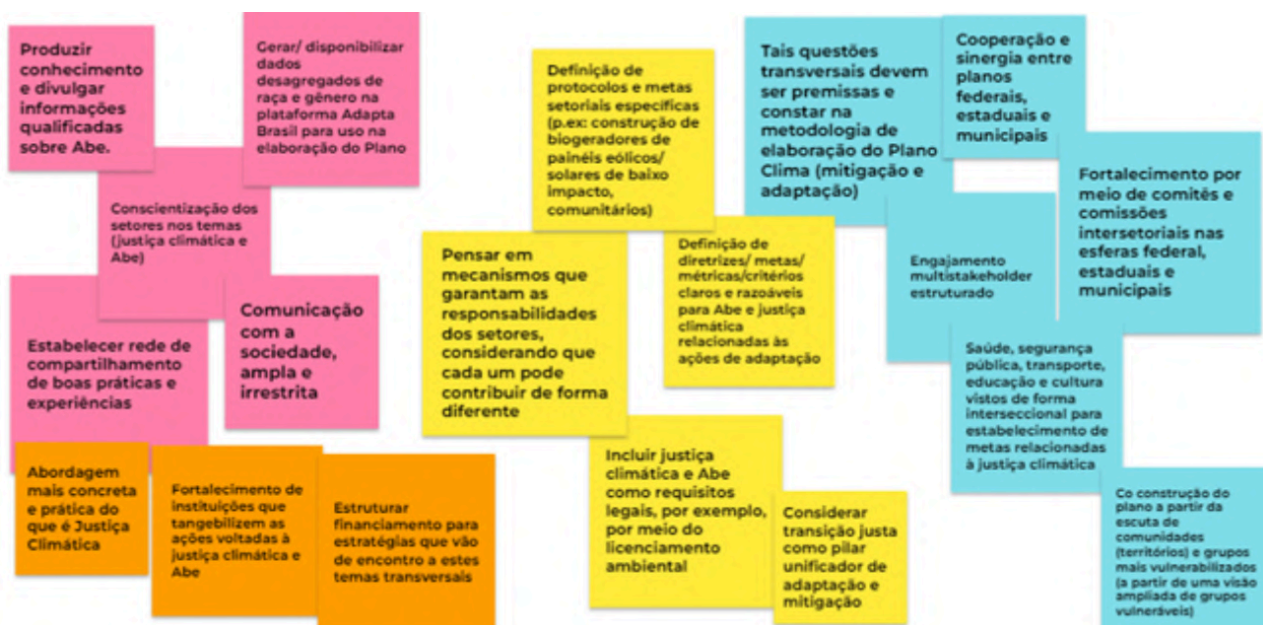 Produzir
conhecimento
e divulgar
informações
qualificadas
sobre Abe.
Gerar/ disponibilizar
dados
desagregados de
raça e gênero na
plataforma Adapta
Brasil para uso na
elaboração do Plano
Conscientização dos
setores nos temas
(justiça climática e
Abe)
Estabelecer rede de
compartilhamento
de boas práticas e
experiências
Comunicação
com a
sociedade,
ampla e
irrestrita
Abordagem
mais concreta
e prática do
que é Justiça
Climática
Fortalecimento de
instituições que
tangebilizem as
ações voltadas à
justiça climática e
Abe
Estruturar
financiamento para
estratégias que vão
de encontro a estes
temas transversais
Definição de
protocolos e metas
setoriais específicas
(p.ex: construção de
biogeradores de
painéis eólicos/
solares de baixo
impacto,
comunitários)
Pensar em
mecanismos que
garantam as
responsabilidades
dos setores,
considerando que
cada um pode
contribuir de forma
diferente
Definição de
diretrizes/ metas/
métricas/critérios
claros e razoáveis
para Abe e justiça
climática
relacionadas às
ações de adaptação
Incluir justiça
climática e Abe
como requisitos
legais, por exemplo,
por meio do
licenciamento
ambiental
Considerar
transição justa
como pilar
unificador de
adaptação e
mitigação
Tais questões
transversais devem
ser premissas e
constar na
metodologia de
elaboração do Plano
Clima (mitigação e
adaptação)
Cooperação e
sinergia entre
planos
federais,
estaduais e
municipais
Engajamento
multistakeholder
estruturado
Fortalecimento por
meio de comitês e
comissões
intersetoriais nas
esferas federal,
estaduais e
municipais
Saúde, segurança
pública, transporte,
educação e cultura
vistos de forma
interseccional para
estabelecimento de
metas relacionadas
à justiça climática
Co construção do
plano a partir da
escuta de
comunidades
(territórios) e grupos
mais vulnerabilizados
(a partir de uma visão
ampliada de grupos
vulneráveis)